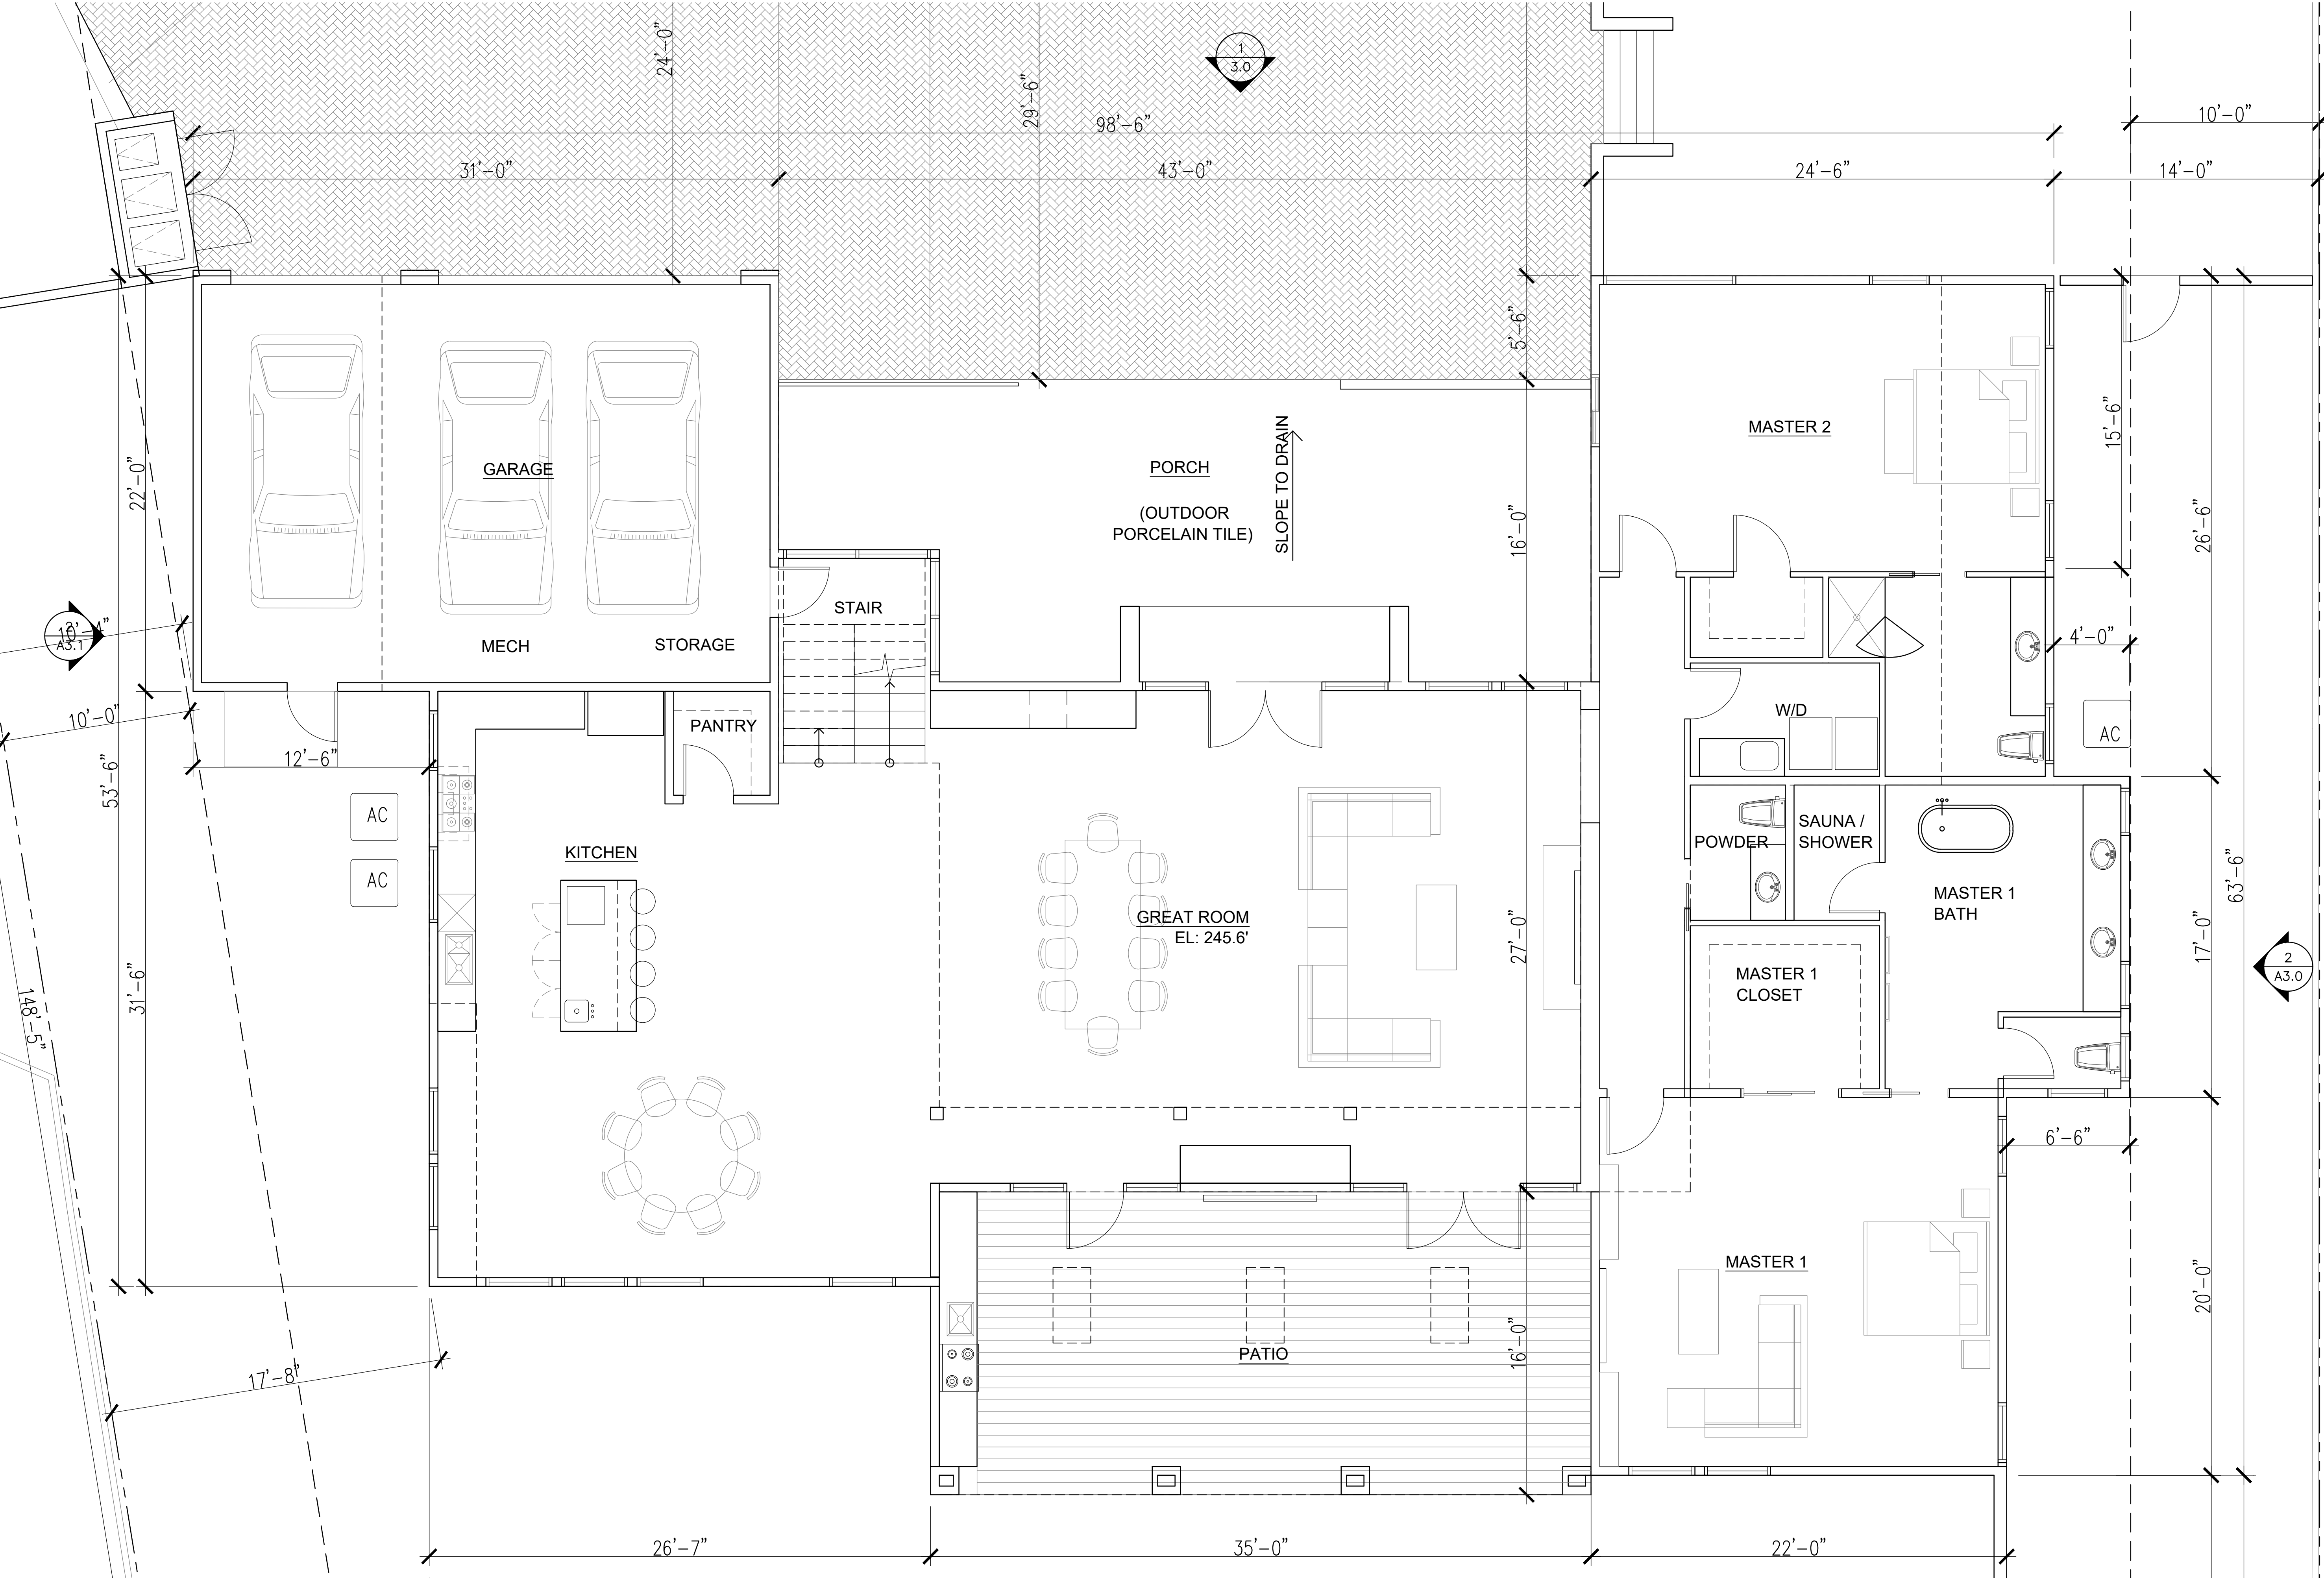 24'-0"
29'-6"
1
3.0
98'-6"
10'-0"
31'-0"
43'-0"
24'-6"
14'-0"
5'-6"
15'-6"
MASTER 2
GARAGE
PORCH
(OUTDOOR
PORCELAIN TILE)
SLOPE TO DRAIN
22'-0"
16'-0"
26'-6"
STAIR
A3.1
MECH
STORAGE
4'-0"
10'-0"
PANTRY
W/D
AC
12'-6"
53'-6"
AC
AC
KITCHEN
POWDER
SAUNA /
SHOWER
MASTER 1
BATH
63'-6"
GREAT ROOM
EL: 245.6'
27'-0"
17'-0"
2
A3.0
31'-6"
MASTER 1
CLOSET
148'-5"
6'-6"
MASTER 1
20'-0"
16'-0"
PATIO
17'-8"
26'-7"
35'-0"
22'-0"